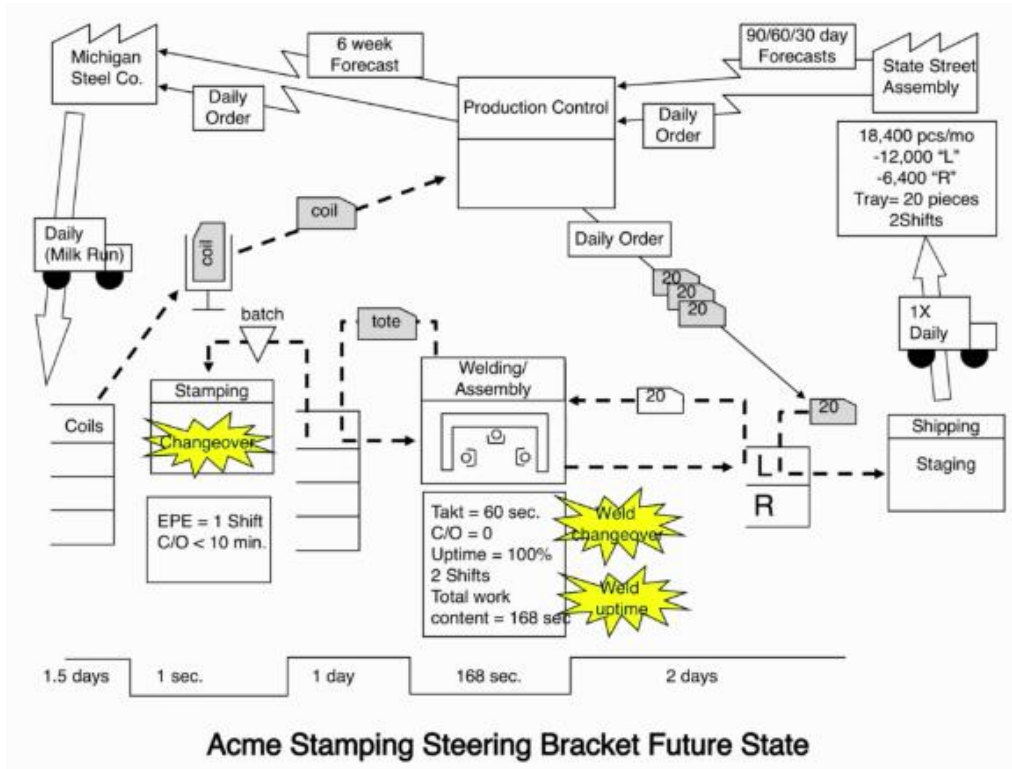 Michigan
Steel Co.
6 week
Forecast
Daily
Order
Production Control
90/60/30 day
Forecasts
Daily
Order
State Street
Assembly
18,400 pcs/mo
-12,000 “L”
-6,400 “R”
Tray= 20 pieces
2Shifts
Daily
(Milk Run)
coil
coil
Daily Order
20
20
20
1X
Daily
batch
tote
Coils
Stamping
Changeover
EPE = 1 Shift
C/O < 10 min.
Welding/
Assembly
Takt = 60 sec.
C/O = 0
Uptime = 100%
2 Shifts
Total work
content = 168 sec
Weld
changeover
Weld
uptime
20
20
L
R
Shipping
Staging
1.5 days
1 sec.
1 day
168 sec.
2 days
Acme Stamping Steering Bracket Future State